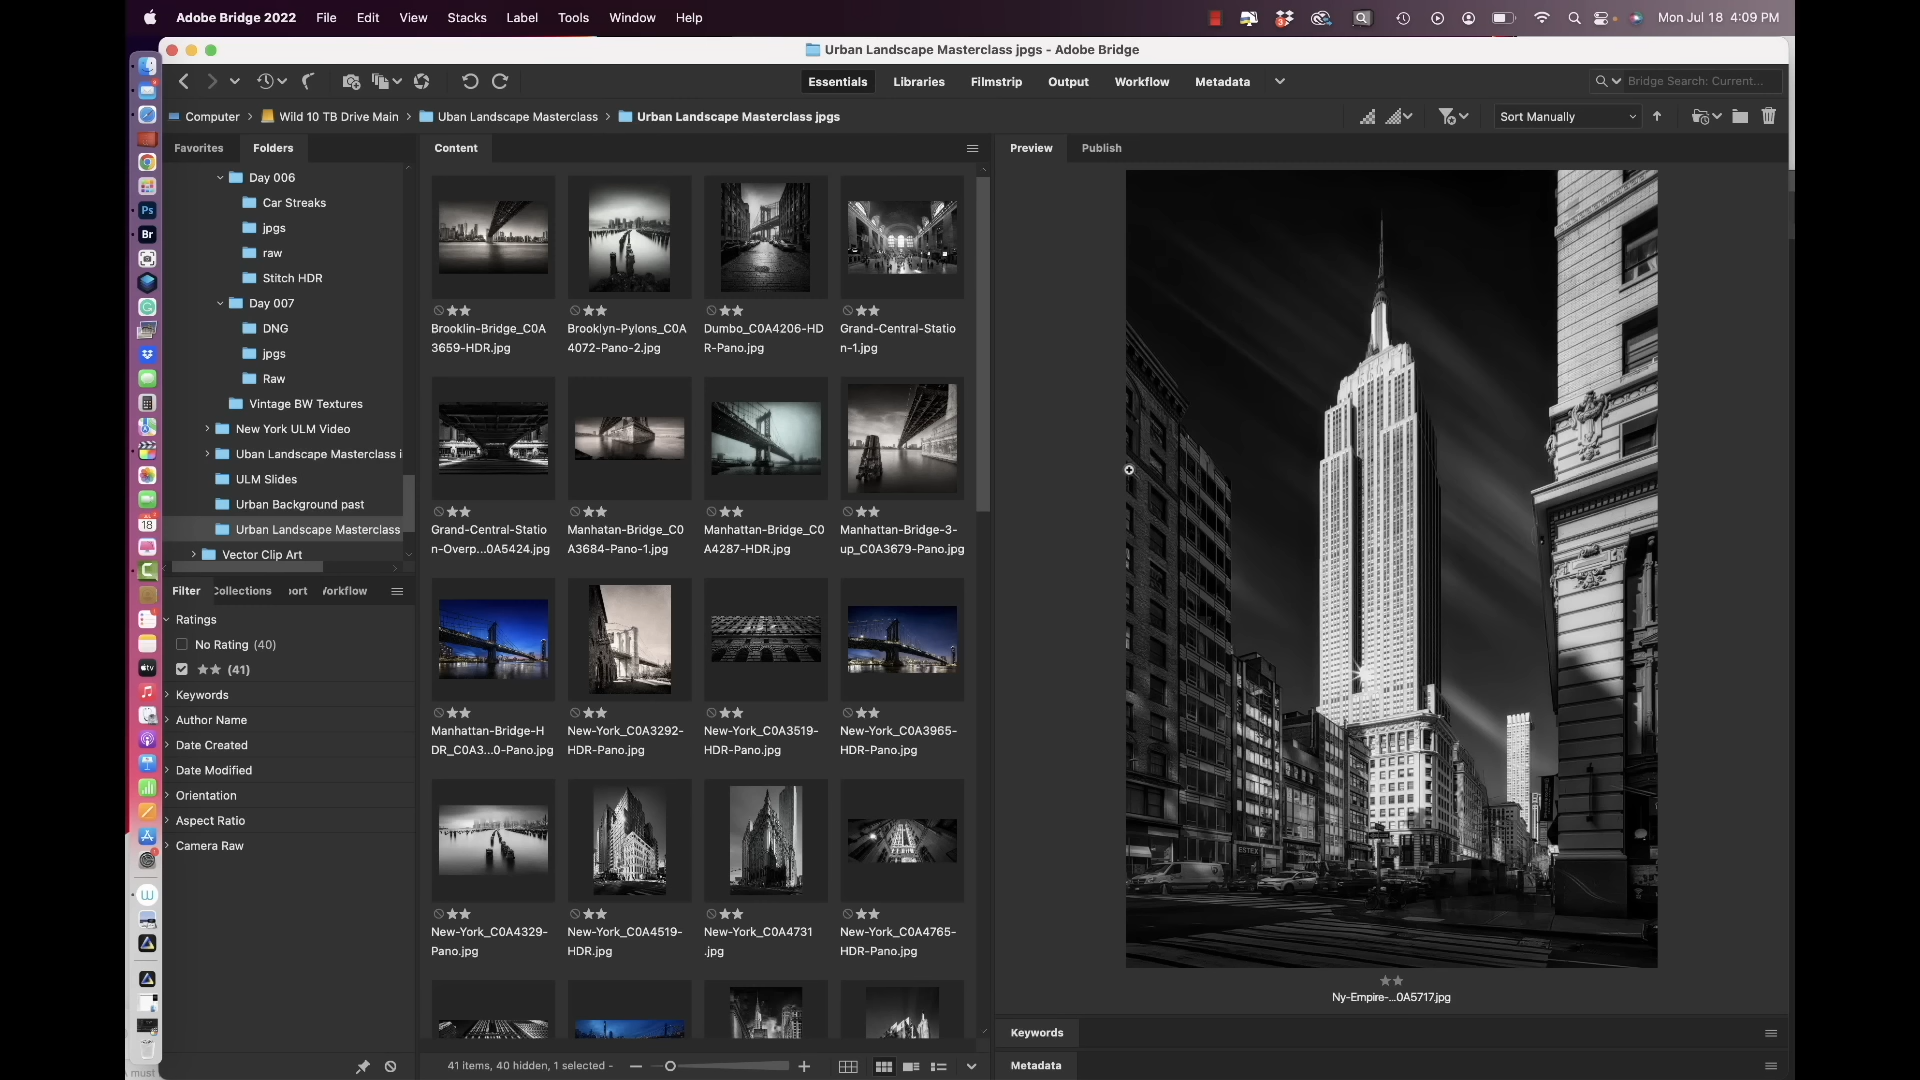 Adobe Bridge 2022 File Edit View Stacks Label Tools Window Help
Mon Jul 18 4:09 PM
Urban Landscape Masterclass jpgs - Adobe Bridge
Essentials Libraries Filmstrip Output Workflow Metadata
Bridge Search: Current...
Computer Wild 10 TB Drive Main Uban Landscape Masterclass Urban Landscape Masterclass jpgs
Sort Manually
Favorites Folders
Day 006
Car Streaks
jpgs
raw
Stitch HDR
Day 007
DNG
jpgs
Raw
Vintage BW Textures
New York ULM Video
Uban Landscape Masterclass i
ULM Slides
Urban Background past
Urban Landscape Masterclass
Vector Clip Art
Filter Collections port Workflow
Ratings
No Rating (40)
★★ (41)
Keywords
Author Name
Date Created
Date Modified
Orientation
Aspect Ratio
Camera Raw
Content
Brooklin-Bridge_C0A
3659-HDR.jpg
Brooklyn-Pylons_C0A
4072-Pano-2.jpg
Dumbo_C0A4206-HD
R-Pano.jpg
Grand-Central-Statio
n-1.jpg
Grand-Central-Statio
n-Overp...0A5424.jpg
Manhatan-Bridge_C0
A3684-Pano-1.jpg
Manhattan-Bridge_C0
A4287-HDR.jpg
Manhattan-Bridge-3-
up_C0A3679-Pano.jpg
Manhattan-Bridge-H
DR_C0A3...0-Pano.jpg
New-York_C0A3292-
HDR-Pano.jpg
New-York_C0A3519-
HDR-Pano.jpg
New-York_C0A3965-
HDR-Pano.jpg
New-York_C0A4329-
Pano.jpg
New-York_C0A4519-
HDR.jpg
New-York_C0A4731
.jpg
New-York_C0A4765-
HDR-Pano.jpg
41 items, 40 hidden, 1 selected -
Preview Publish
ESTEX
Ny-Empire-...0A5717.jpg
Keywords
Metadata
Ps
Br
18
tv
must